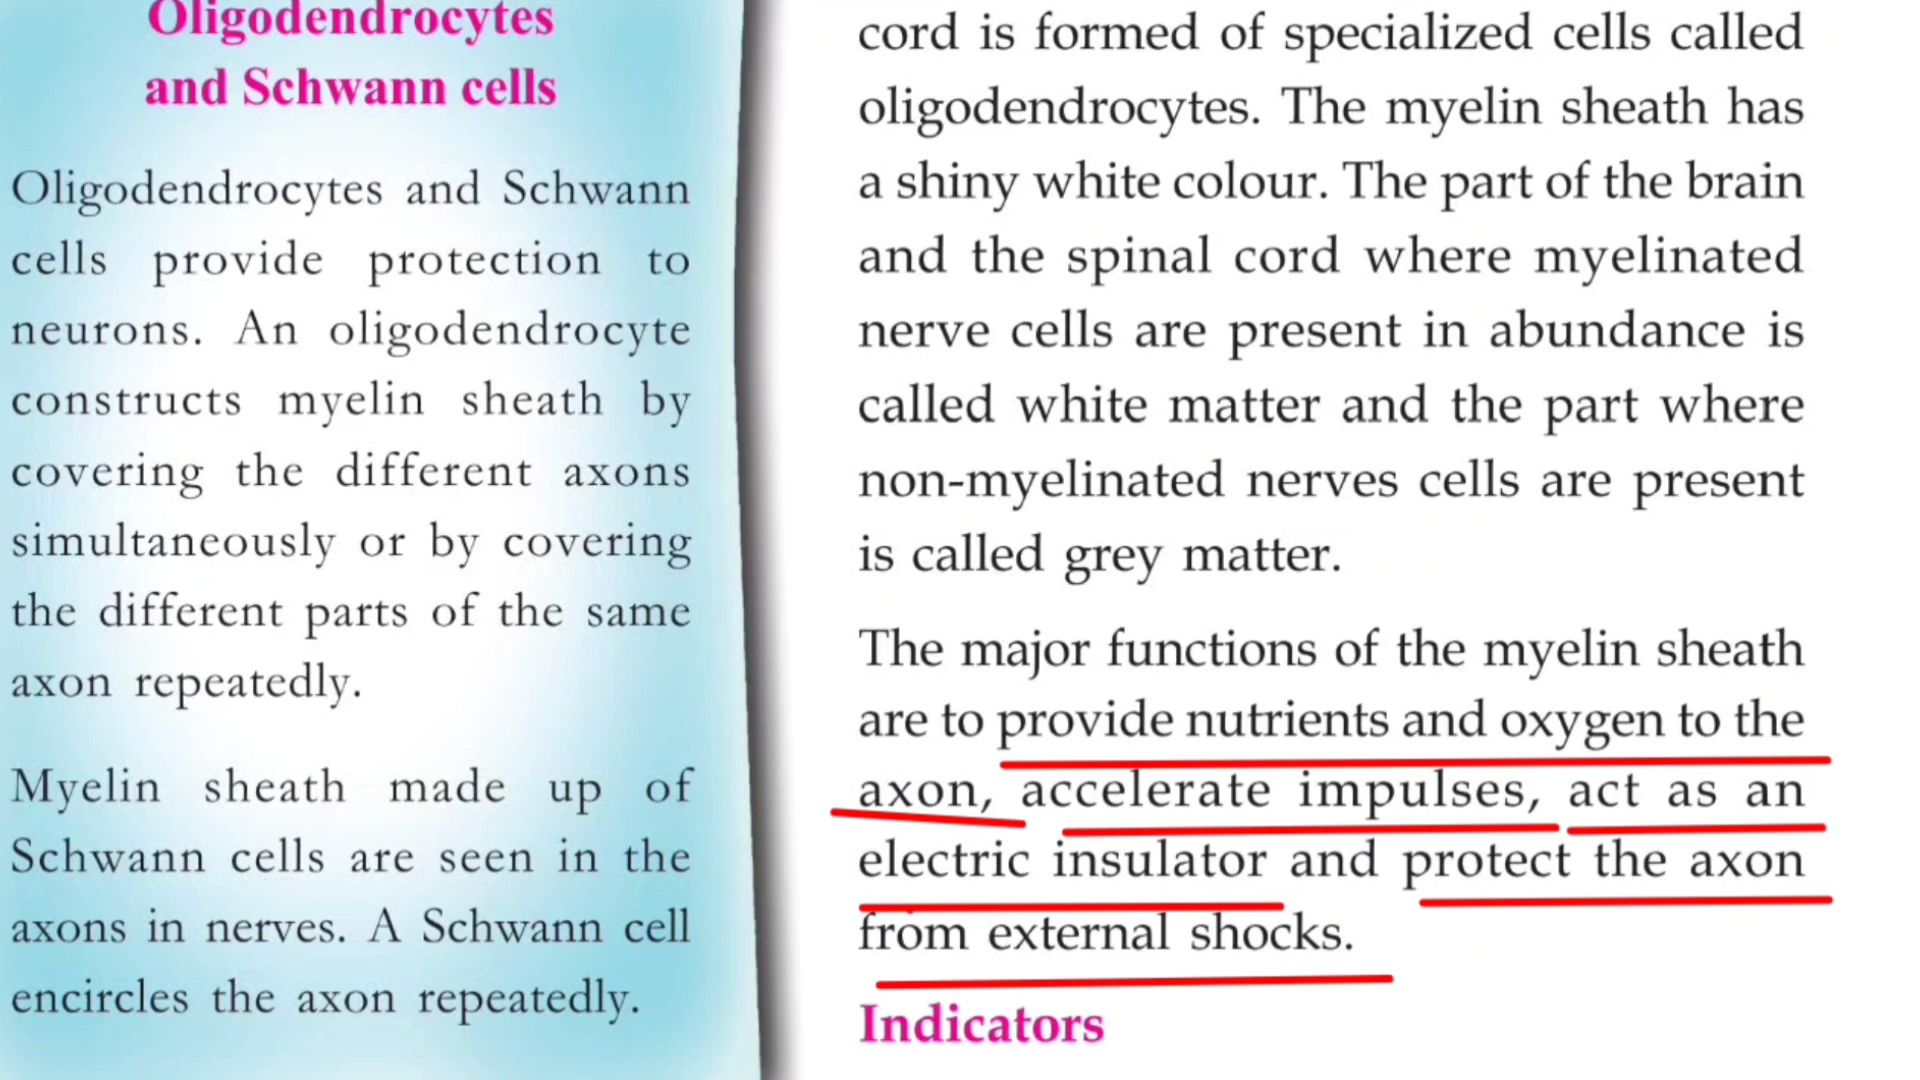 Oligodendrocytes
and Schwann cells
Oligodendrocytes and Schwann
cells provide protection to
neurons. An oligodendrocyte
constructs myelin sheath by
covering the different axons
simultaneously or by covering
the different parts of the same
axon repeatedly.
Myelin sheath made up of
Schwann cells are seen in the
axons in nerves. A Schwann cell
encircles the axon repeatedly.
cord is formed of specialized cells called
oligodendrocytes. The myelin sheath has
a shiny white colour. The part of the brain
and the spinal cord where myelinated
nerve cells are present in abundance is
called white matter and the part where
non-myelinated nerves cells are present
is called grey matter.
The major functions of the myelin sheath
are to provide nutrients and oxygen to the
axon, accelerate impulses, act as an
electric insulator and protect the axon
from external shocks.
Indicators